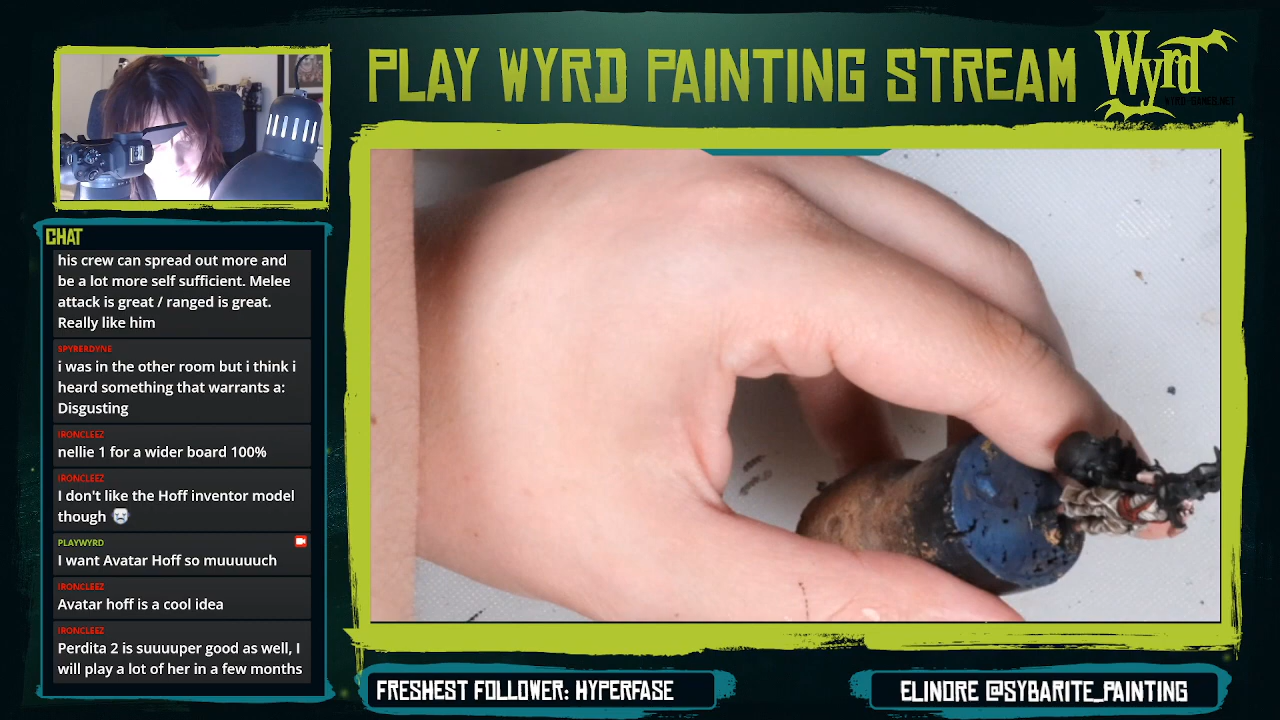 PLAY WYRD PAINTING STREAM
Wyrd
WYRD-GAMES.NET
CHAT
his crew can spread out more and
be a lot more self sufficient. Melee
attack is great / ranged is great.
Really like him
SPYRERDYNE
i was in the other room but i think i
heard something that warrants a:
Disgusting
IRONCLEEZ
nellie 1 for a wider board 100%
IRONCLEEZ
I don't like the Hoff inventor model
though
PLAYWYRD
I want Avatar Hoff so muuuuuch
IRONCLEEZ
Avatar hoff is a cool idea
IRONCLEEZ
Perdita 2 is suuuuper good as well, I
will play a lot of her in a few months
FRESHEST FOLLOWER: HYPERFASE
ELINORE @SYBARITE_PAINTING